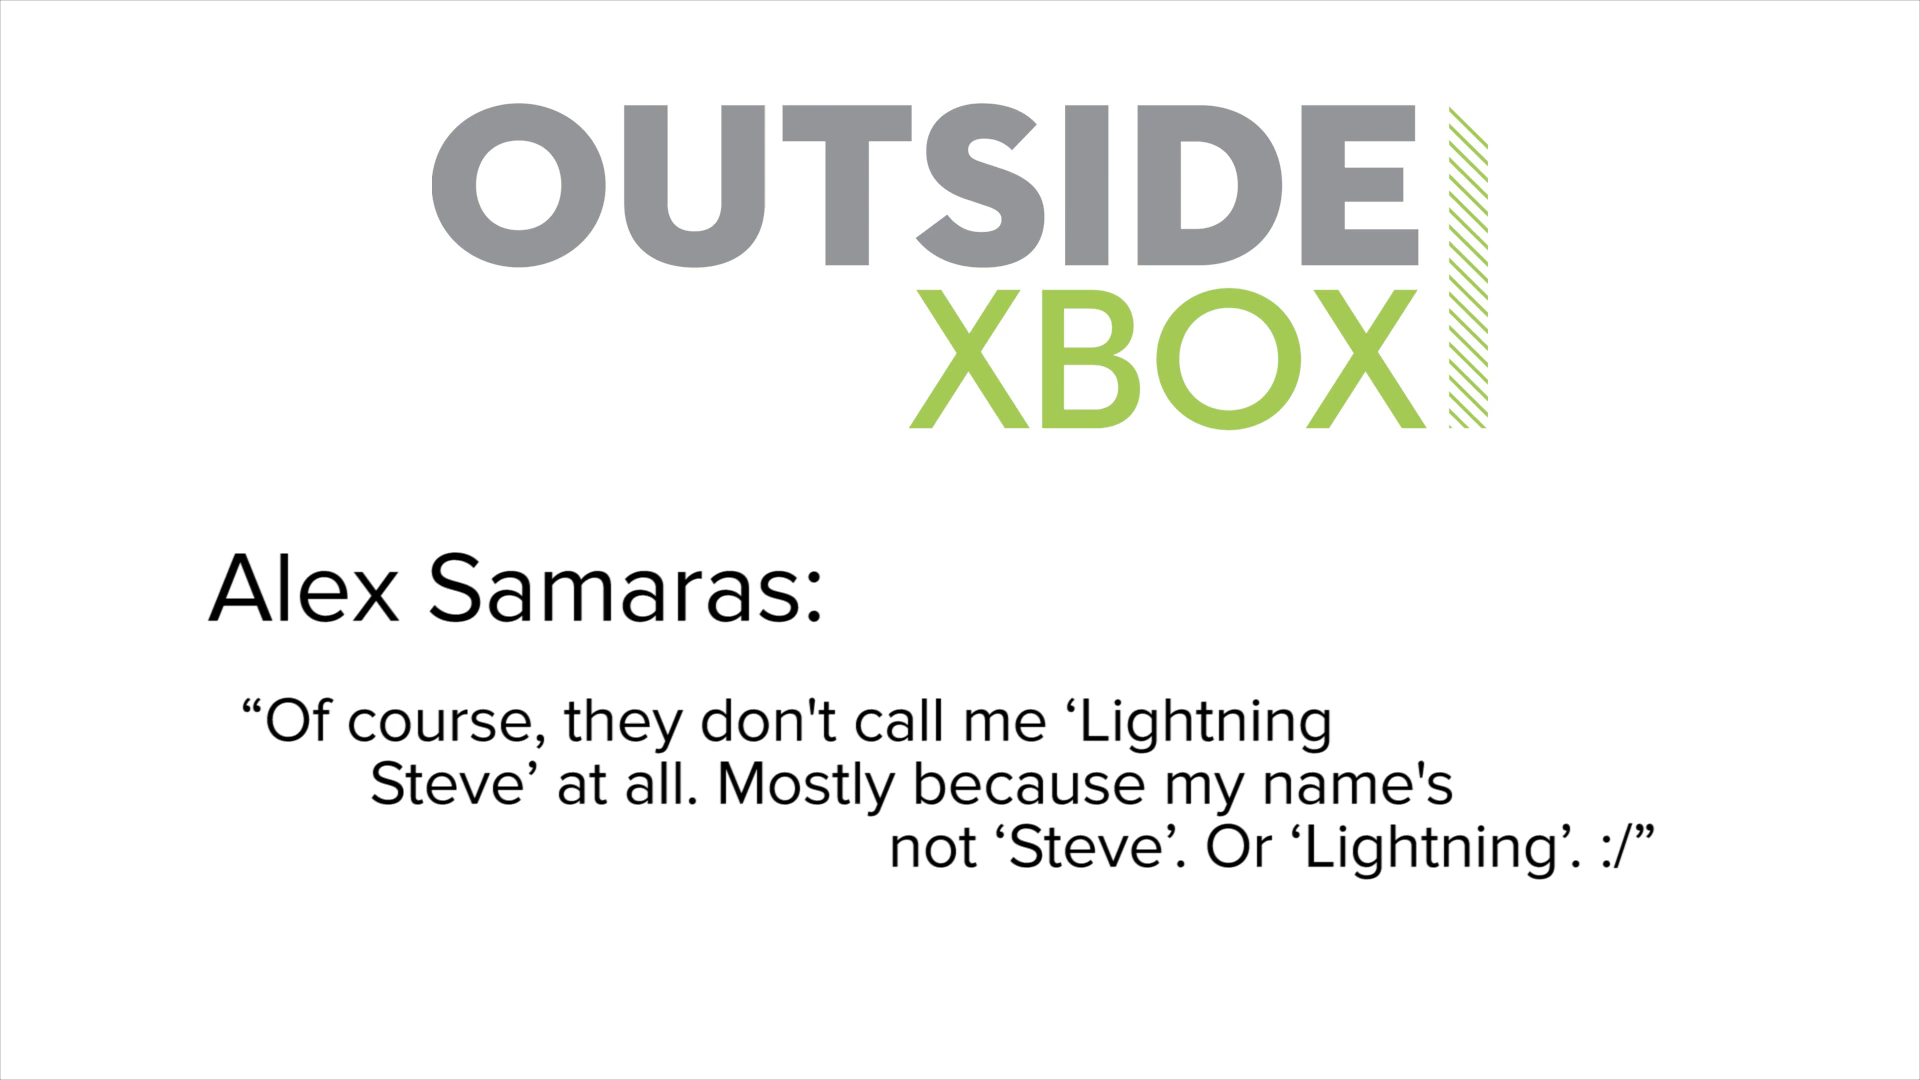 OUTSIDE
XBOX
Alex Samaras:
“Of course, they don't call me ‘Lightning
Steve’ at all. Mostly because my name's
not ‘Steve’. Or ‘Lightning’. :/”